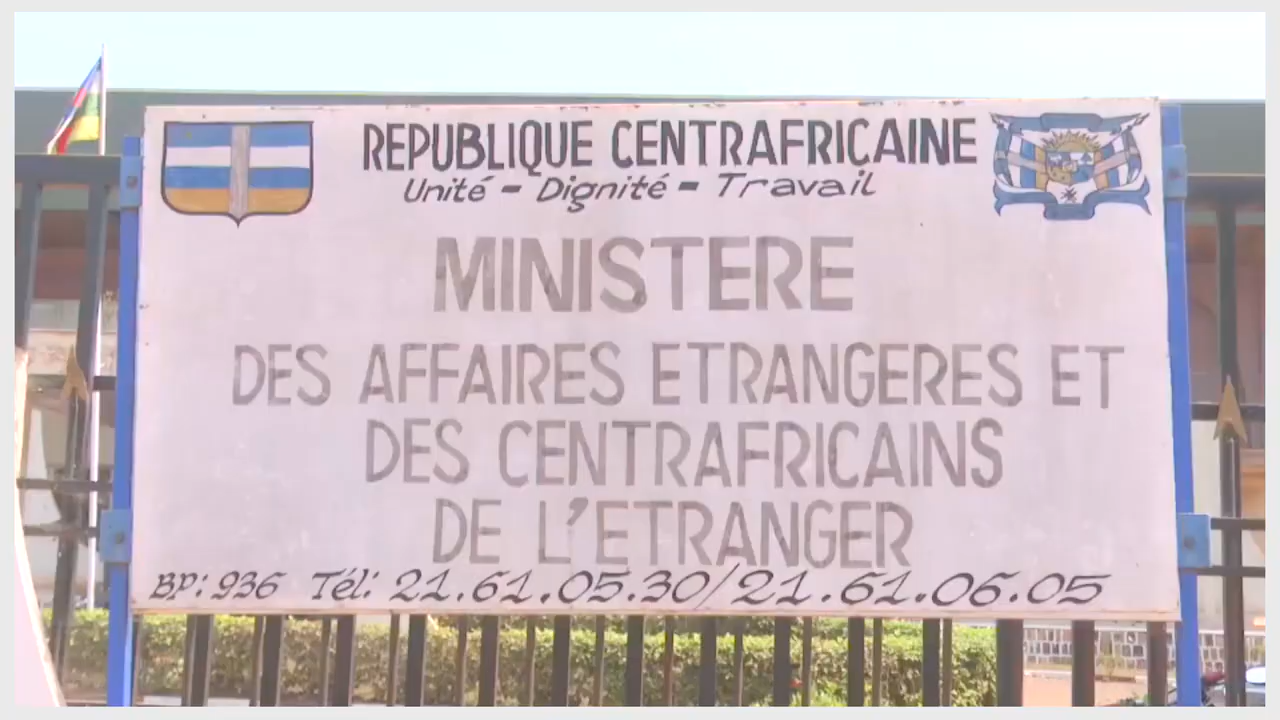 REPUBLIQUE CENTRAFRICAINE
Unité - Dignité - Travail
MINISTERE
DES AFFAIRES ETRANGERES ET
DES CENTRAFRICAINS
DE L'ETRANGER
BP: 936 Tél: 21.61.05.30/21.61.06.05